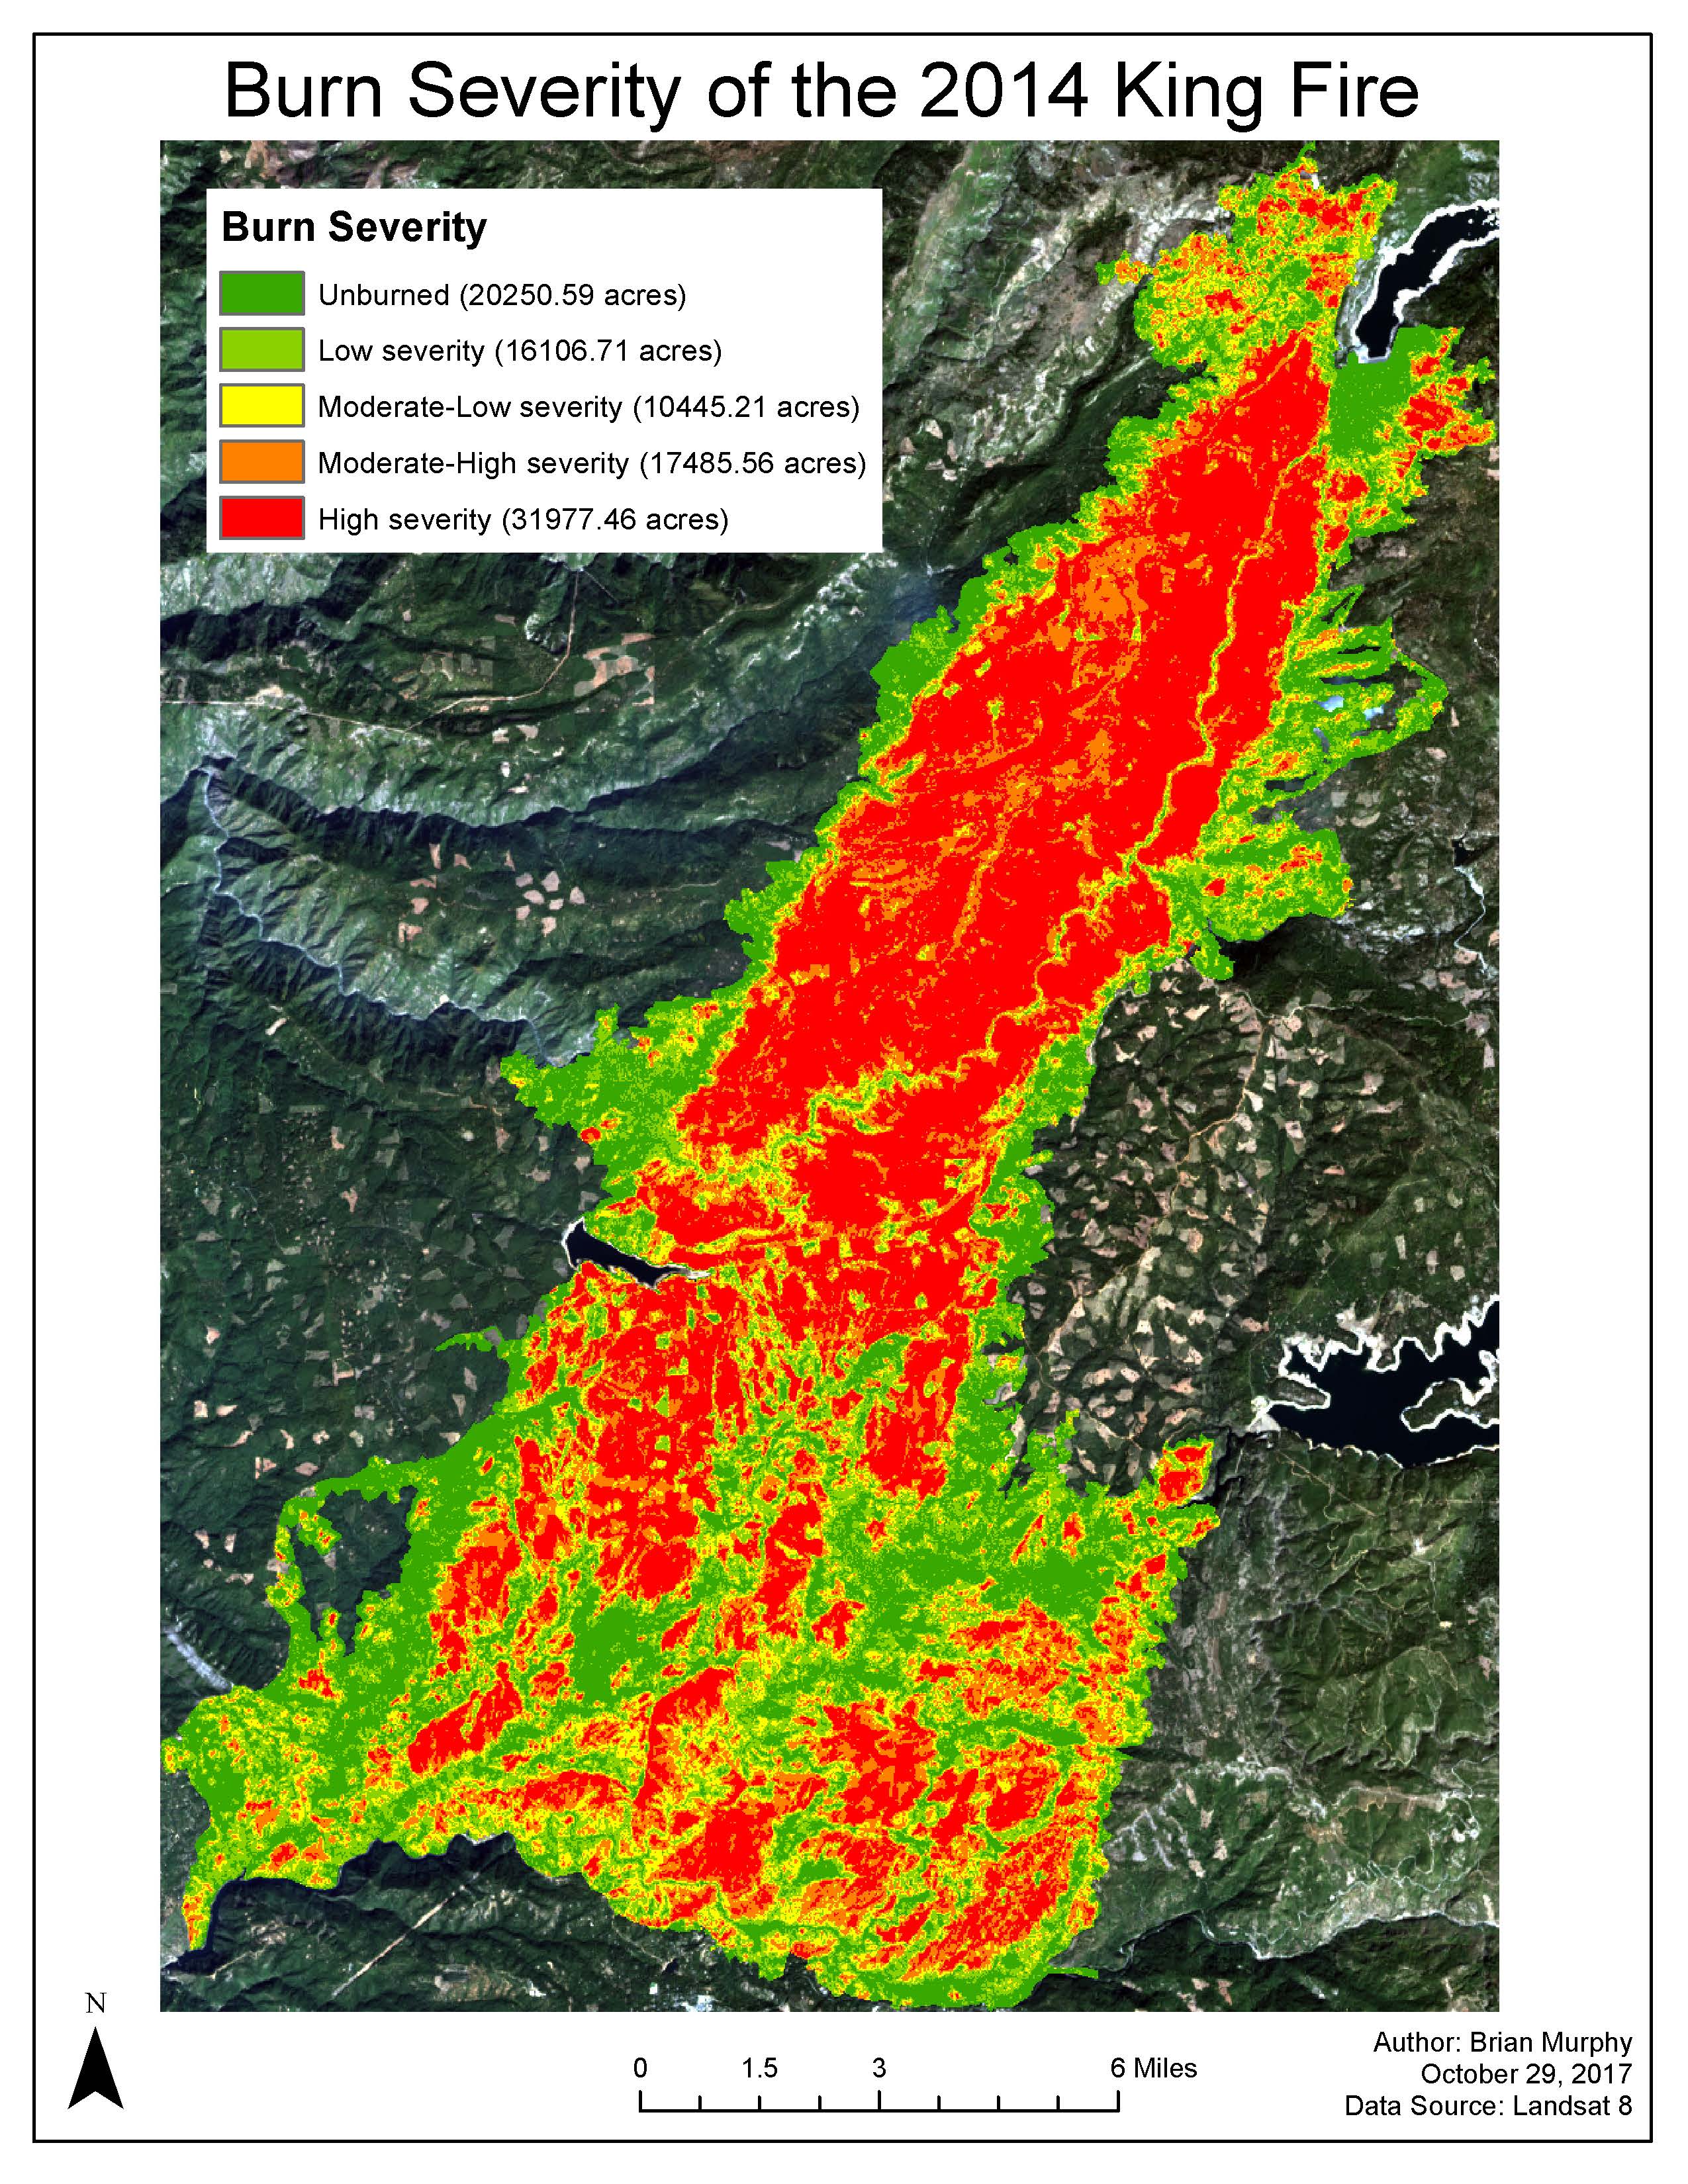 Burn Severity of the 2014 King Fire
Burn Severity
Unburned (20250.59 acres)
Low severity (16106.71 acres)
Moderate-Low severity (10445.21 acres)
Moderate-High severity (17485.56 acres)
High severity (31977.46 acres)
N
0 1.5 3 6 Miles
Author: Brian Murphy
October 29, 2017
Data Source: Landsat 8